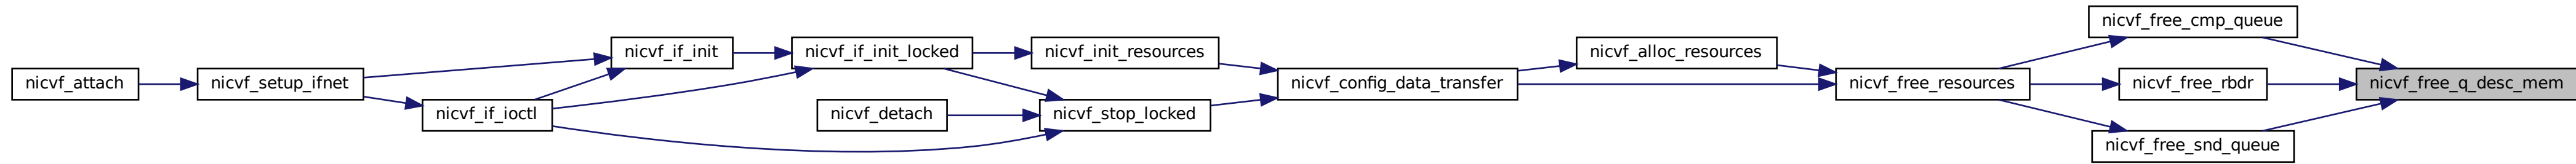 nicvf_attach
nicvf_setup_ifnet
nicvf_if_init
nicvf_if_ioctl
nicvf_if_init_locked
nicvf_detach
nicvf_init_resources
nicvf_stop_locked
nicvf_config_data_transfer
nicvf_alloc_resources
nicvf_free_resources
nicvf_free_cmp_queue
nicvf_free_rbdr
nicvf_free_snd_queue
nicvf_free_q_desc_mem